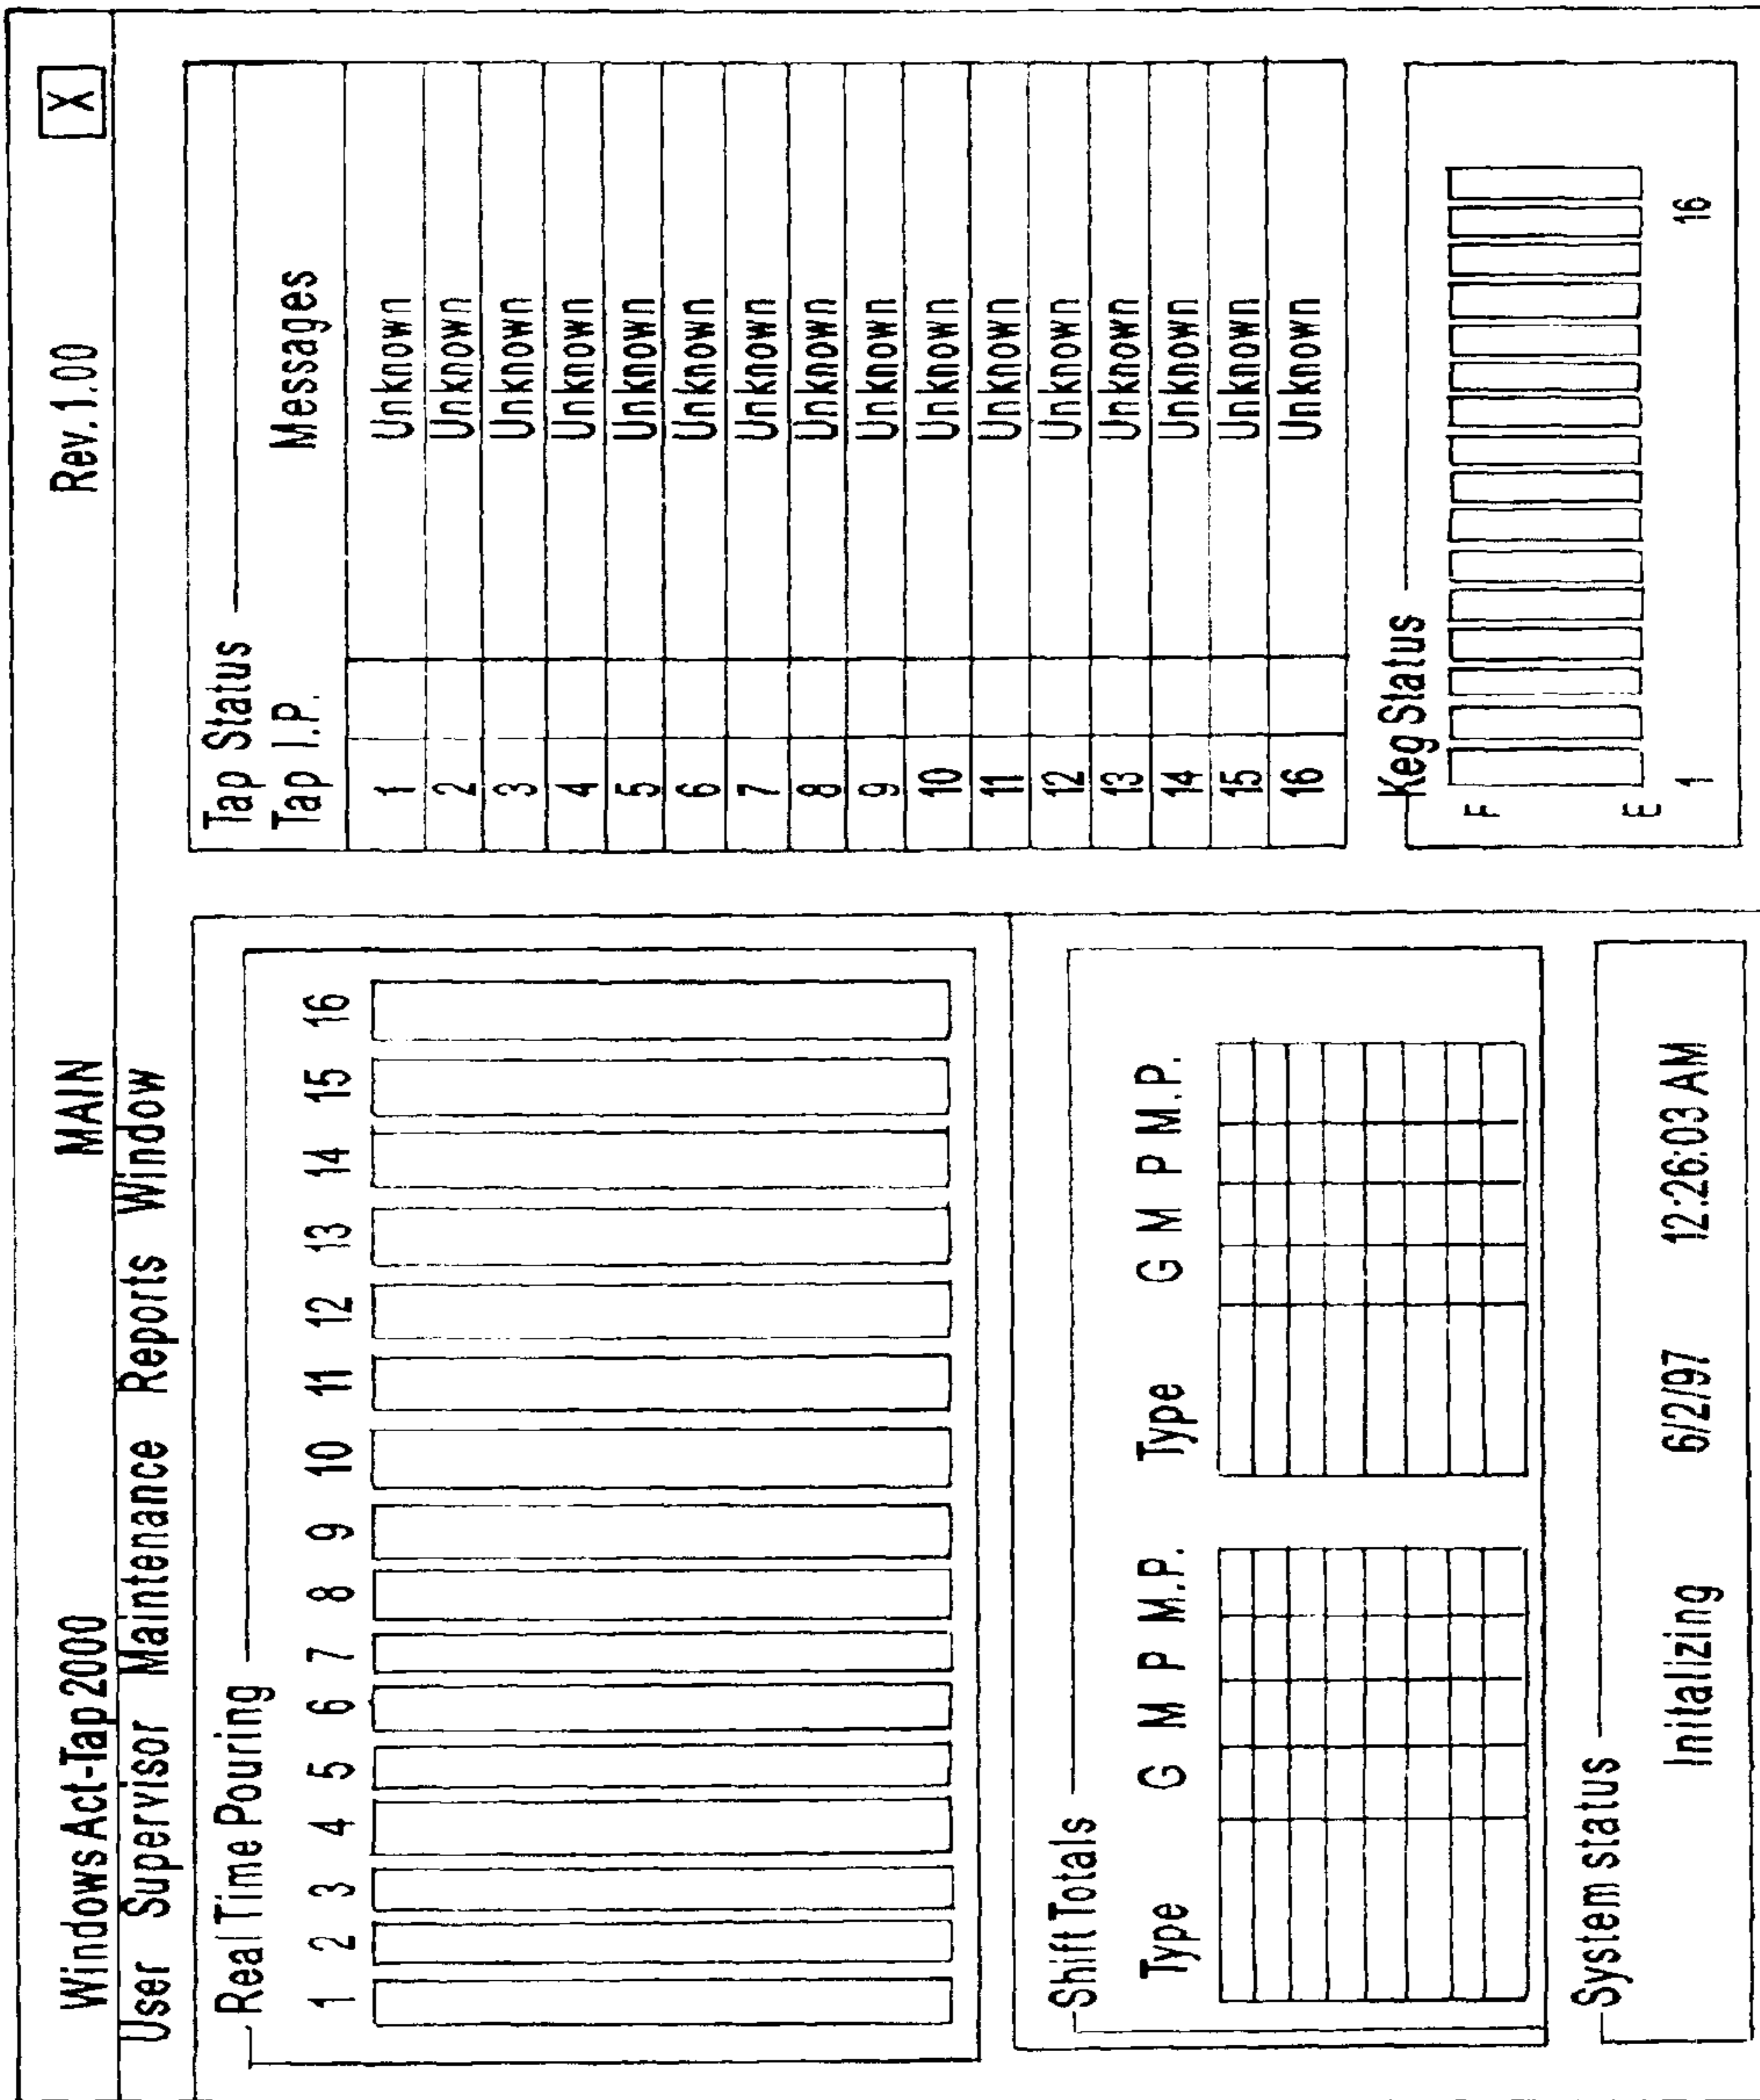 Windows Act-Tap 2000 MAIN Rev. 1.00 X
User Supervisor Maintenance Reports Window
Real Time Pouring
1 2 3 4 5 6 7 8 9 10 11 12 13 14 15 16
Shift Totals
Type G M P M.P. Type G M P M.P.
System status
Initalizing 6/2/97 12:26:03 AM
Tap Status
Tap I.P. Messages
1 Unknown
2 Unknown
3 Unknown
4 Unknown
5 Unknown
6 Unknown
7 Unknown
8 Unknown
9 Unknown
10 Unknown
11 Unknown
12 Unknown
13 Unknown
14 Unknown
15 Unknown
16 Unknown
Keg Status
F
E
1 16